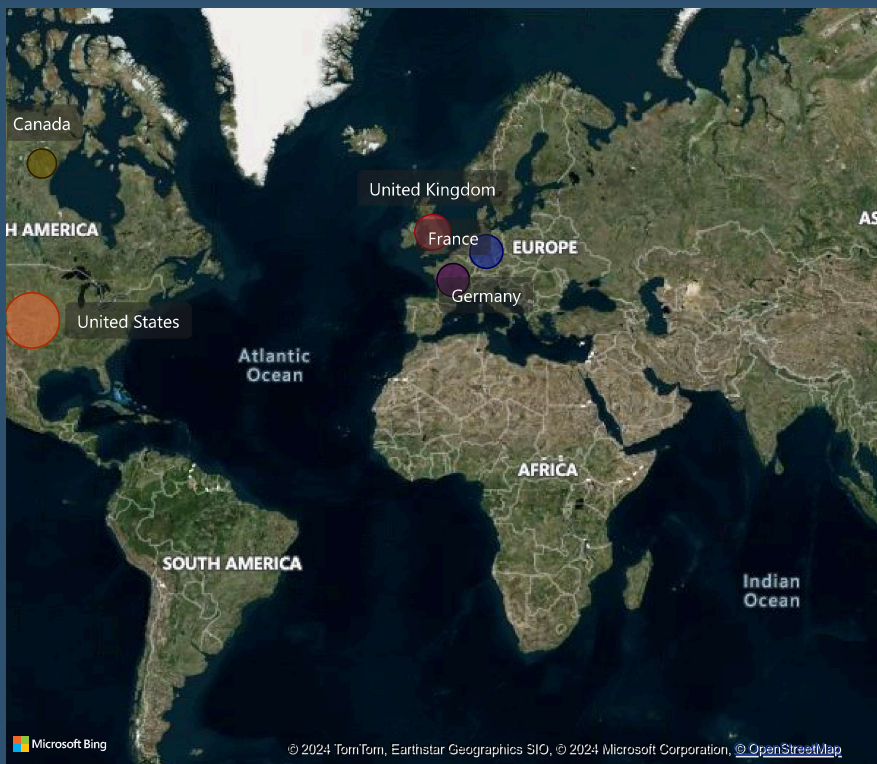 Canada
United Kingdom
H AMERICA
France
EUROPE
AS
Germany
United States
Atlantic
Ocean
AFRICA
SOUTH AMERICA
Indian
Ocean
Microsoft Bing
© 2024 TomTom, Earthstar Geographics SIO, © 2024 Microsoft Corporation, © OpenStreetMap